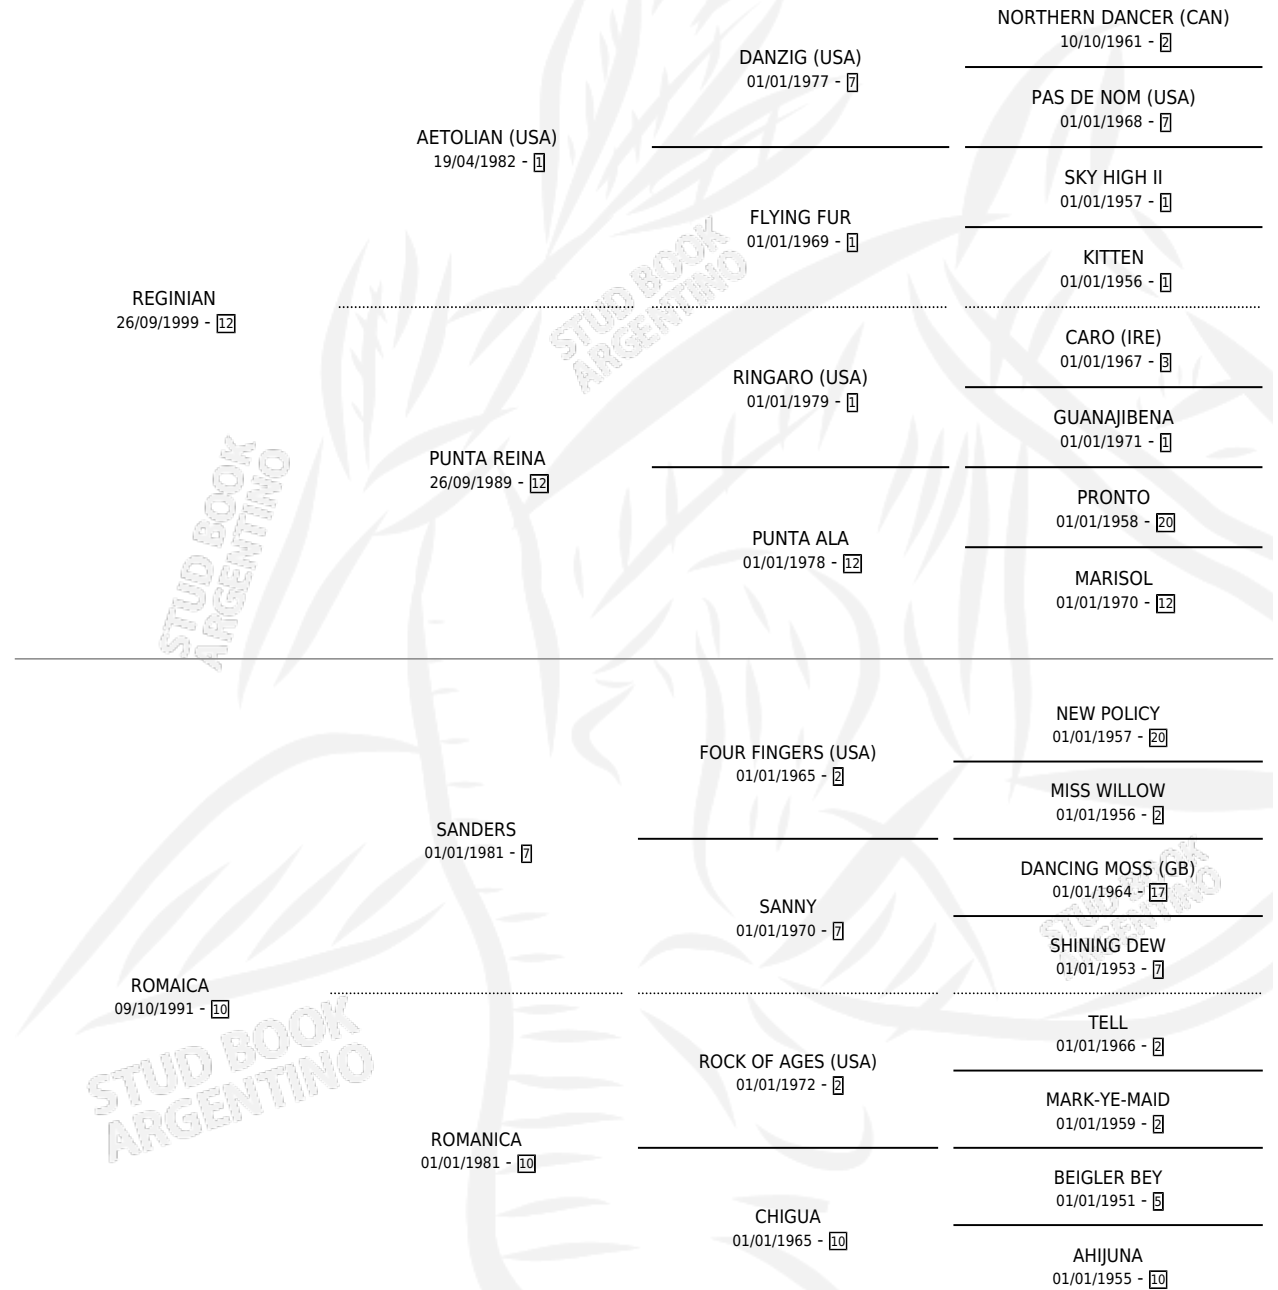 NORTHERN DANCER (CAN)
10/10/1961 - 2
DANZIG (USA)
01/01/1977 - 7
PAS DE NOM (USA)
01/01/1968 - 7
AETOLIAN (USA)
19/04/1982 - 1
SKY HIGH II
01/01/1957 - 1
FLYING FUR
01/01/1969 - 1
KITTEN
01/01/1956 - 1
REGINIAN
26/09/1999 - 12
CARO (IRE)
01/01/1967 - 3
RINGARO (USA)
01/01/1979 - 1
GUANAJIBENA
01/01/1971 - 1
PUNTA REINA
26/09/1989 - 12
PRONTO
01/01/1958 - 20
PUNTA ALA
01/01/1978 - 12
MARISOL
01/01/1970 - 12
NEW POLICY
01/01/1957 - 20
FOUR FINGERS (USA)
01/01/1965 - 2
MISS WILLOW
01/01/1956 - 2
SANDERS
01/01/1981 - 7
DANCING MOSS (GB)
01/01/1964 - 17
SANNY
01/01/1970 - 7
SHINING DEW
01/01/1953 - 7
ROMAICA
09/10/1991 - 10
TELL
01/01/1966 - 2
ROCK OF AGES (USA)
01/01/1972 - 2
MARK-YE-MAID
01/01/1959 - 2
ROMANICA
01/01/1981 - 10
BEIGLER BEY
01/01/1951 - 5
CHIGUA
01/01/1965 - 10
AHIJUNA
01/01/1955 - 10
STUD BOOK
ARGENTINO
STUD BOOK
ARGENTINO
STUD BOOK
ARGENTINO
STUD BOOK
ARGENTINO